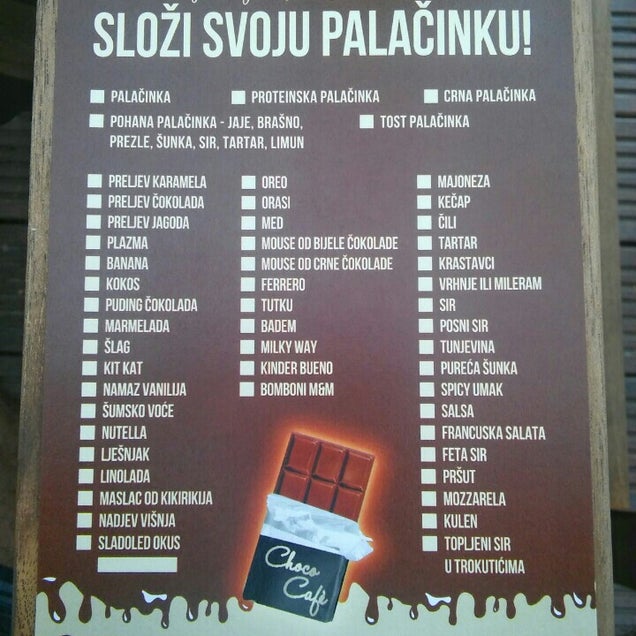 SLOŽI SVOJU PALAČINKU!
PALAČINKA
PROTEINSKA PALAČINKA
CRNA PALAČINKA
POHANA PALAČINKA - JAJE, BRAŠNO,
PREZLE, ŠUNKA, SIR, TARTAR, LIMUN
TOST PALAČINKA
PRELJEV KARAMELA
PRELJEV ČOKOLADA
PRELJEV JAGODA
PLAZMA
BANANA
KOKOS
PUDING ČOKOLADA
MARMELADA
ŠLAG
KIT KAT
NAMAZ VANILIJA
ŠUMSKO VOĆE
NUTELLA
LJEŠNJAK
LINOLADA
MASLAC OD KIKIRIKIJA
NADJEV VIŠNJA
SLADOLED OKUS
OREO
ORASI
MED
MOUSE OD BIJELE ČOKOLADE
MOUSE OD CRNE ČOKOLADE
FERRERO
TUTKU
BADEM
MILKY WAY
KINDER BUENO
BOMBONI M&M
MAJONEZA
KEČAP
ČILI
TARTAR
KRASTAVCI
VRHNJE ILI MILERAM
SIR
POSNI SIR
TUNJEVINA
PUREĆA ŠUNKA
SPICY UMAK
SALSA
FRANCUSKA SALATA
FETA SIR
PRŠUT
MOZZARELA
KULEN
TOPLJENI SIR
U TROKUTIĆIMA
Choco
Café